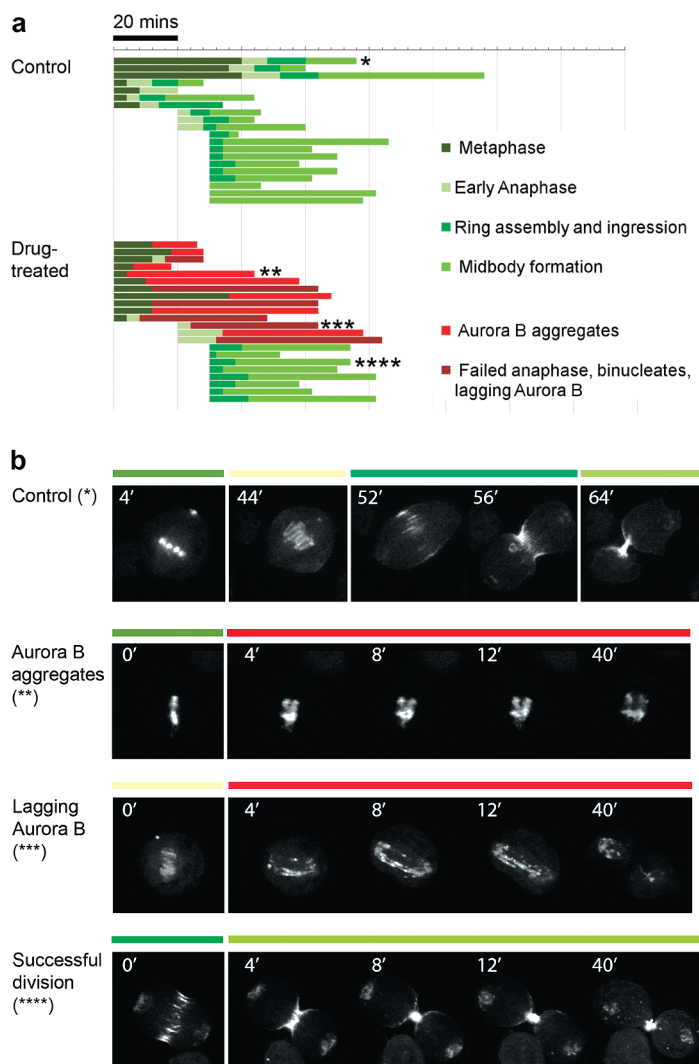 a
20 mins
Control
*
Metaphase
Early Anaphase
Ring assembly and ingression
Drug-
treated
Midbody formation
**
***
Aurora B aggregates
****
Failed anaphase, binucleates,
lagging Aurora B
b
Control (*)
4′ 44′ 52′ 56′ 64′
Aurora B
aggregates
(**)
0′ 4′ 8′ 12′ 40′
Lagging
Aurora B
(***)
0′ 4′ 8′ 12′ 40′
Successful
division
(****)
0′ 4′ 8′ 12′ 40′